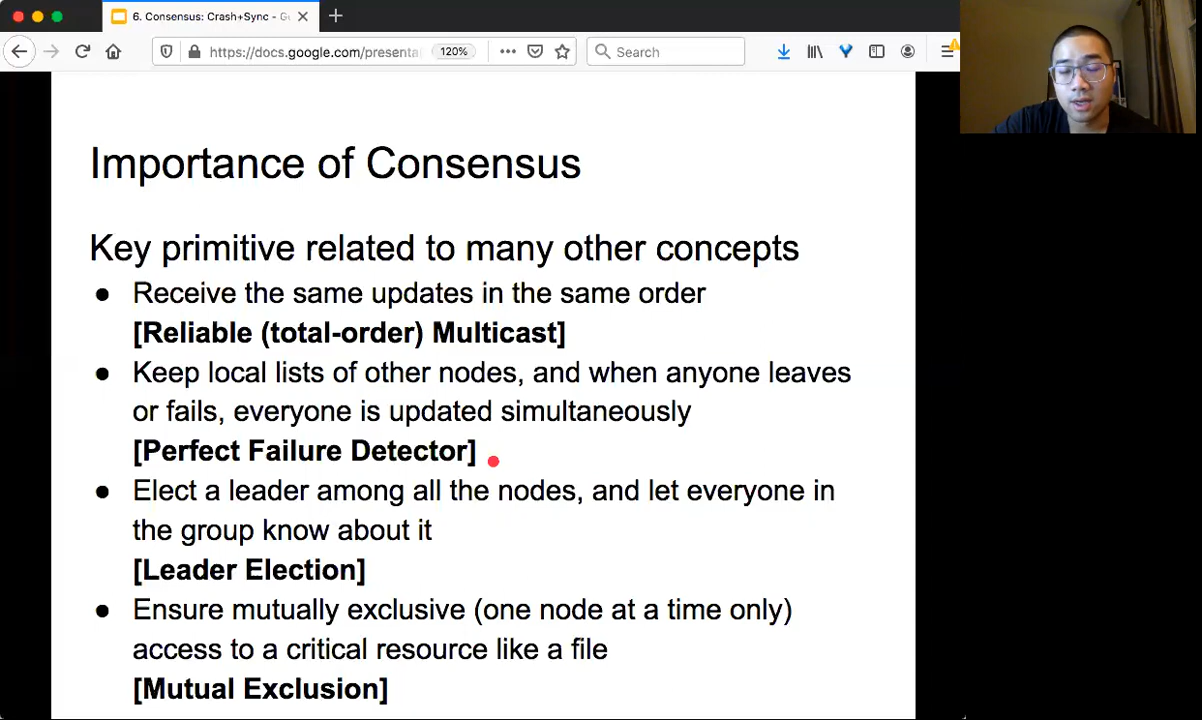 6. Consensus: Crash+Sync - G
https://docs.google.com/presenta
120%
Search
Importance of Consensus
Key primitive related to many other concepts
● Receive the same updates in the same order
[Reliable (total-order) Multicast]
● Keep local lists of other nodes, and when anyone leaves
or fails, everyone is updated simultaneously
[Perfect Failure Detector]
● Elect a leader among all the nodes, and let everyone in
the group know about it
[Leader Election]
● Ensure mutually exclusive (one node at a time only)
access to a critical resource like a file
[Mutual Exclusion]